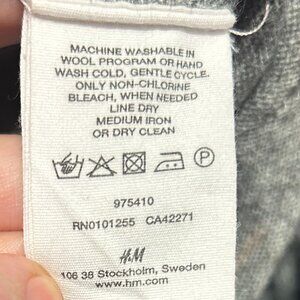 MACHINE WASHABLE IN
WOOL PROGRAM OR HAND
WASH COLD, GENTLE CYCLE.
ONLY NON-CHLORINE
BLEACH, WHEN NEEDED
LINE DRY
MEDIUM IRON
OR DRY CLEAN
P
975410
RN0101255 CA42271
H&M
106 38 Stockholm, Sweden
www.hm.com